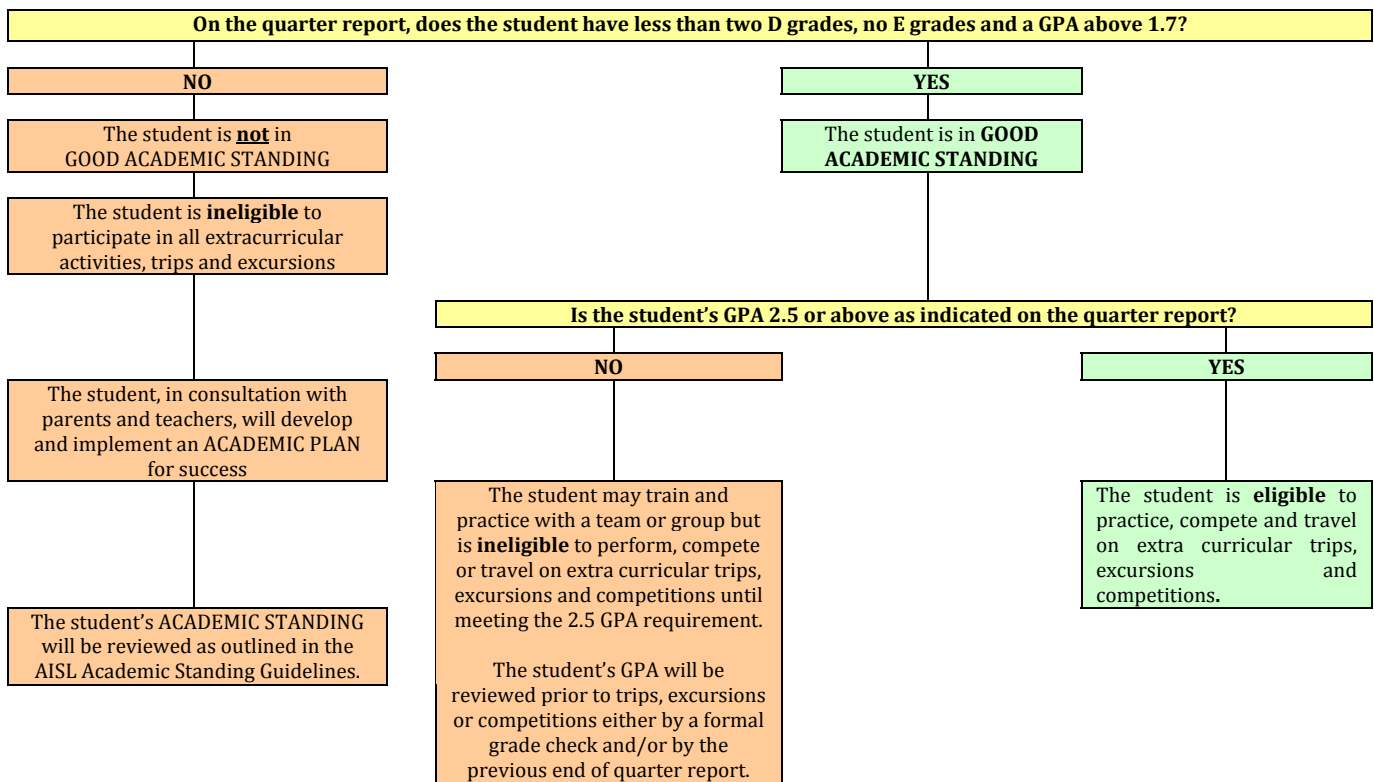 On the quarter report, does the student have less than two D grades, no E grades and a GPA above 1.7?
NO
The student is not in
GOOD ACADEMIC STANDING
The student is ineligible to
participate in all extracurricular
activities, trips and excursions
The student, in consultation with
parents and teachers, will develop
and implement an ACADEMIC PLAN
for success
The student’s ACADEMIC STANDING
will be reviewed as outlined in the
AISL Academic Standing Guidelines.
YES
The student is in GOOD
ACADEMIC STANDING
Is the student’s GPA 2.5 or above as indicated on the quarter report?
NO
The student may train and
practice with a team or group but
is ineligible to perform, compete
or travel on extra curricular trips,
excursions and competitions until
meeting the 2.5 GPA requirement.
The student’s GPA will be
reviewed prior to trips, excursions
or competitions either by a formal
grade check and/or by the
previous end of quarter report.
YES
The student is eligible to
practice, compete and travel
on extra curricular trips,
excursions and
competitions.